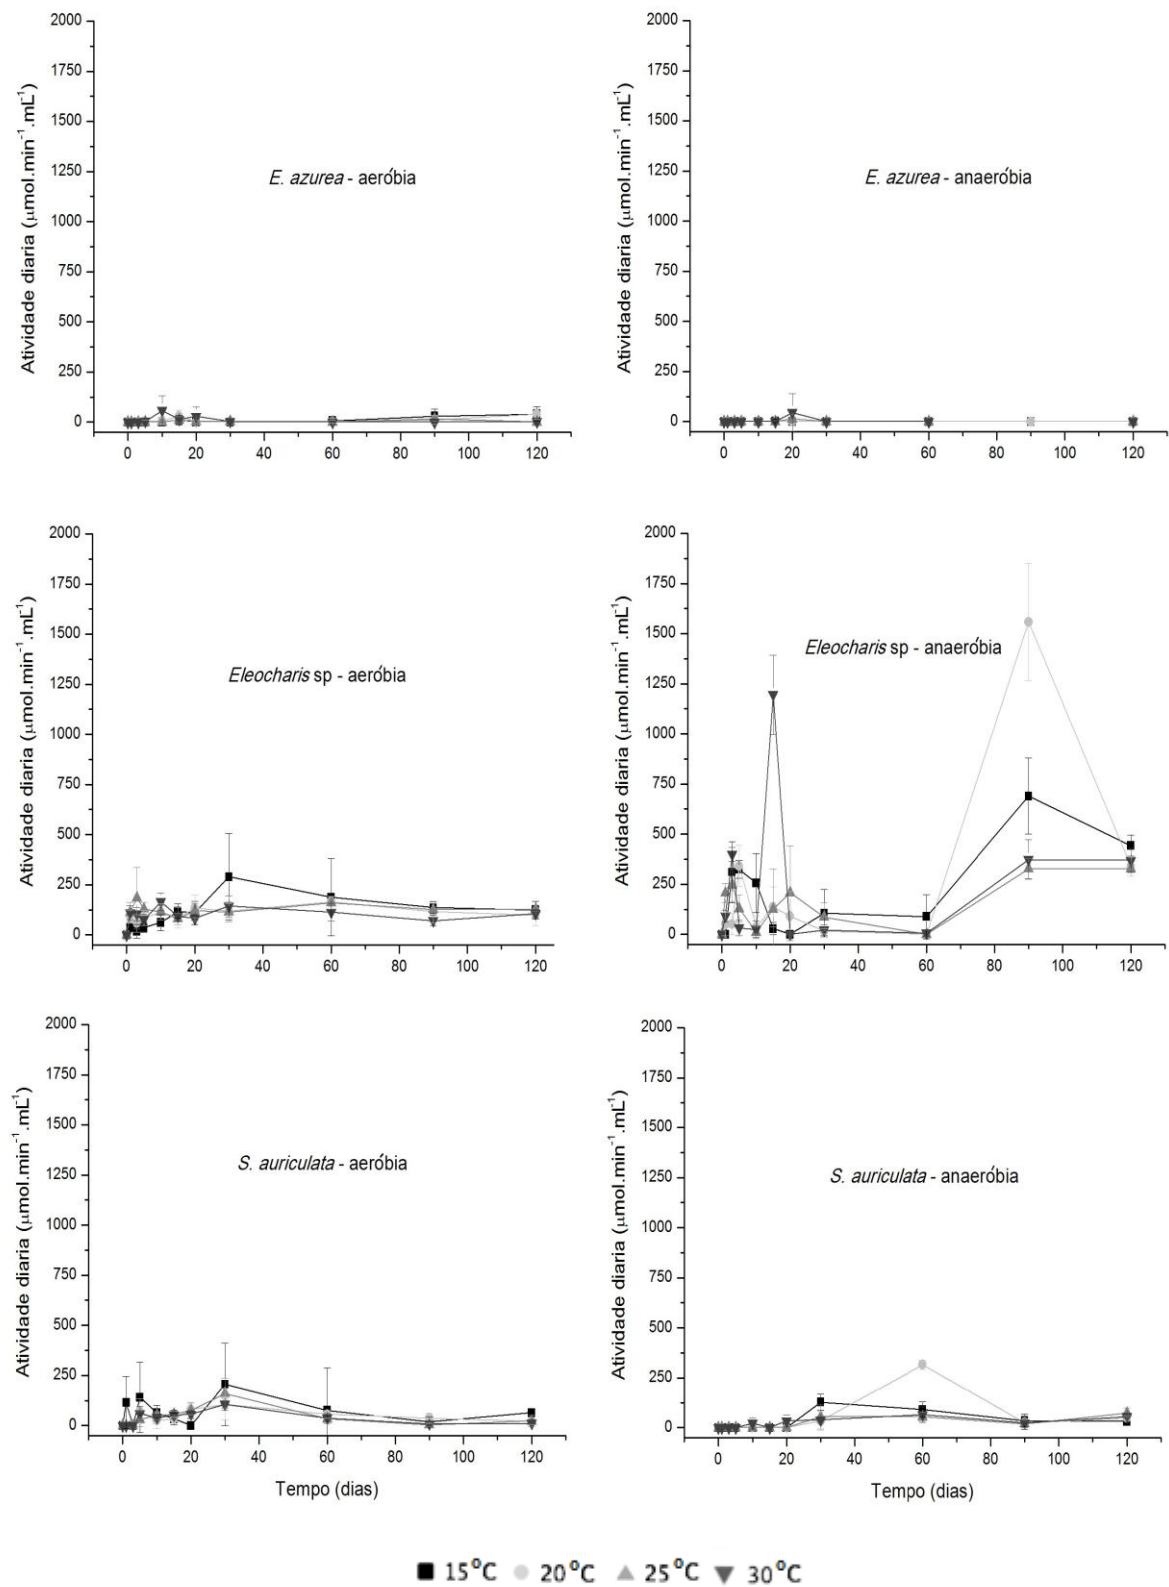 2000
1750
1500
1250
1000
750
500
250
0
Atividade diaria (μmol.min⁻¹.mL⁻¹)
E. azurea - aeróbia
0 20 40 60 80 100 120
2000
1750
1500
1250
1000
750
500
250
0
Atividade diaria (μmol.min⁻¹.mL⁻¹)
E. azurea - anaeróbia
0 20 40 60 80 100 120
2000
1750
1500
1250
1000
750
500
250
0
Atividade diaria (μmol.min⁻¹.mL⁻¹)
Eleocharis sp - aeróbia
0 20 40 60 80 100 120
2000
1750
1500
1250
1000
750
500
250
0
Atividade diaria (μmol.min⁻¹.mL⁻¹)
Eleocharis sp - anaeróbia
0 20 40 60 80 100 120
2000
1750
1500
1250
1000
750
500
250
0
Atividade diaria (μmol.min⁻¹.mL⁻¹)
S. auriculata - aeróbia
0 20 40 60 80 100 120
Tempo (dias)
2000
1750
1500
1250
1000
750
500
250
0
Atividade diaria (μmol.min⁻¹.mL⁻¹)
S. auriculata - anaeróbia
0 20 40 60 80 100 120
Tempo (dias)
15°C 20°C 25°C 30°C